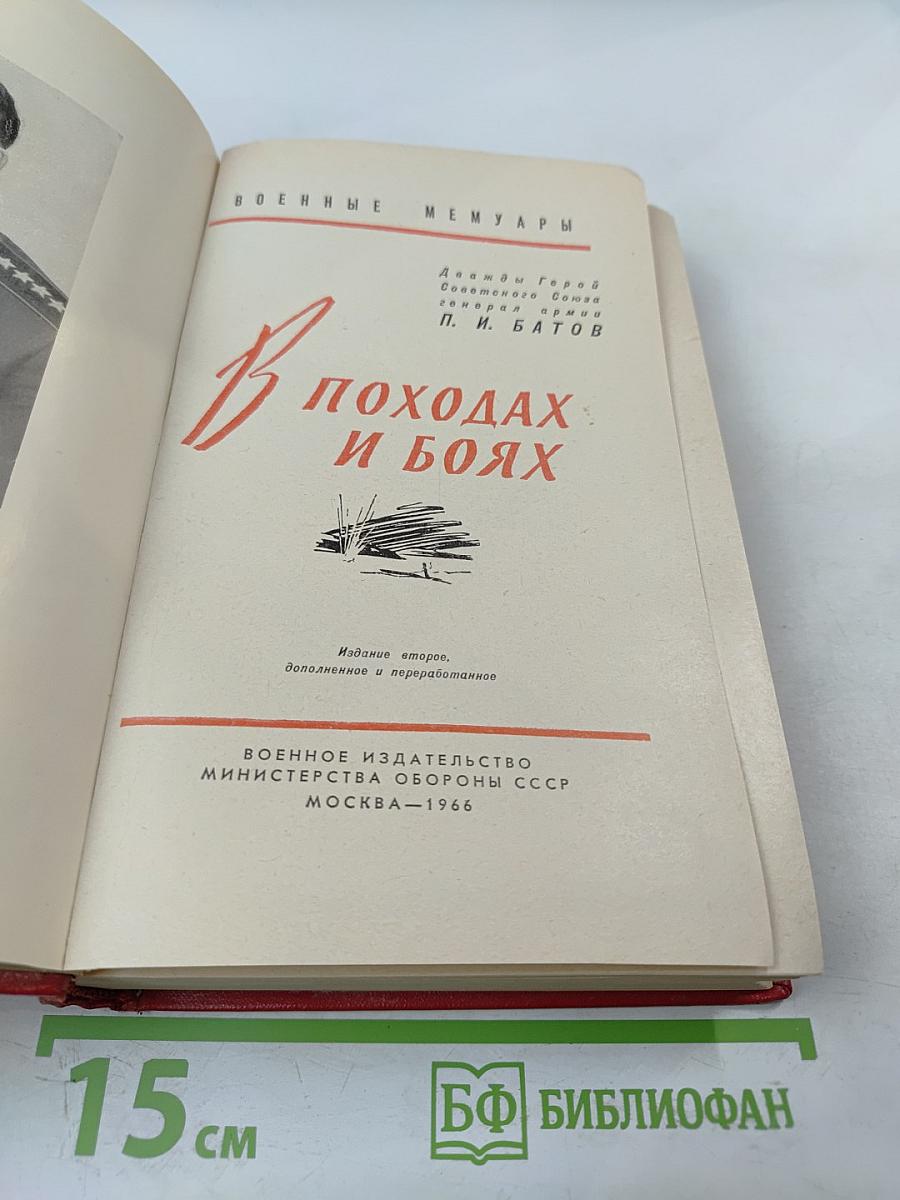 ВОЕННЫЕ МЕМУАРЫ
Дважды Герой
Советского Союза
генерал армии
П. И. БАТОВ
В ПОХОДАХ
И БОЯХ
Издание второе,
дополненное и переработанное
ВОЕННОЕ ИЗДАТЕЛЬСТВО
МИНИСТЕРСТВА ОБОРОНЫ СССР
МОСКВА—1966
15 см
БФ БИБЛИОФАН